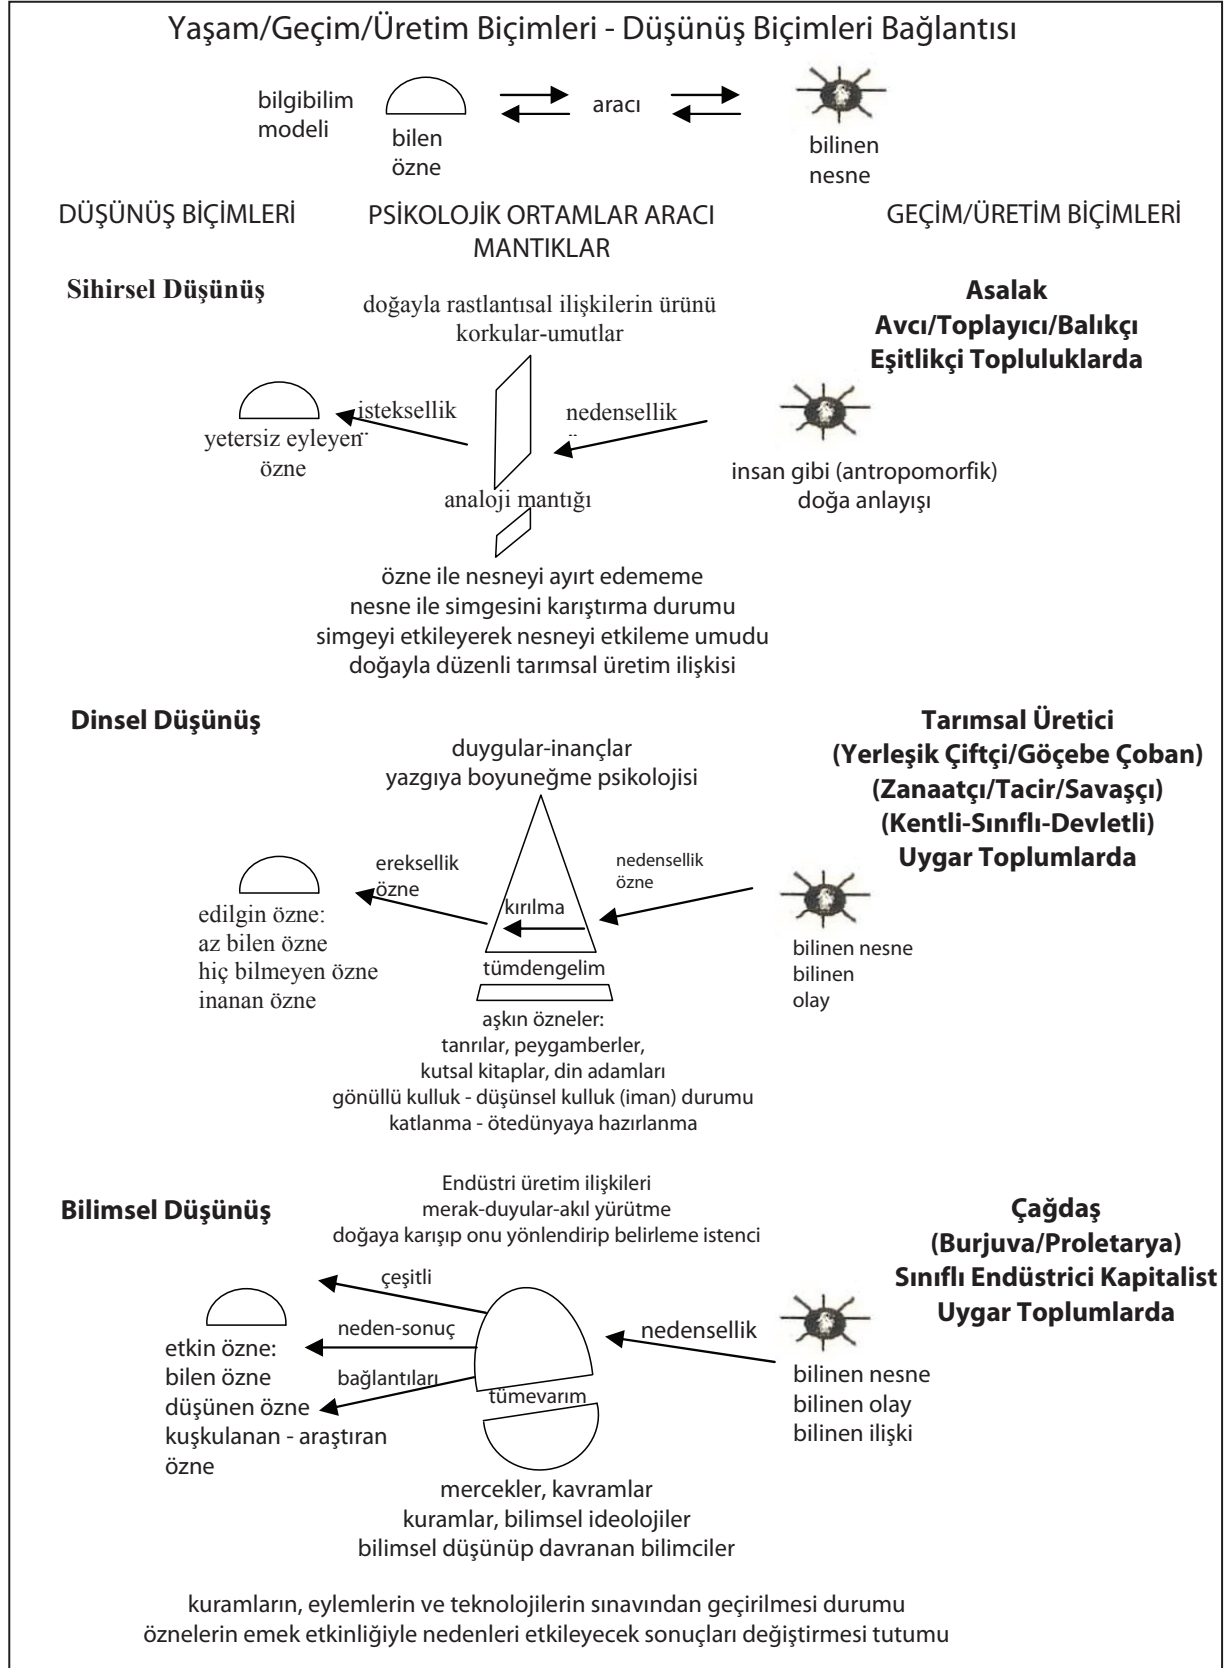 Yaşam/Geçim/Üretim Biçimleri - Düşünüş Biçimleri Bağlantısı
bilgibilim
modeli
bilen
özne
aracı
bilinen
nesne
DÜŞÜNÜŞ BİÇİMLERİ
PSİKOLOJİK ORTAMLAR ARACI
MANTIKLAR
GEÇİM/ÜRETİM BİÇİMLERİ
Sihirsel Düşünüş
doğayla rastlantısal ilişkilerin ürünü
korkular-umutlar
Asalak
Avcı/Toplayıcı/Balıkçı
Eşitlikçi Topluluklarda
isteksellik
nedensellik
yetersiz eyleyen
özne
insan gibi (antropomorfik)
doğa anlayışı
analoji mantığı
özne ile nesneyi ayırt edememe
nesne ile simgesini karıştırma durumu
simgeyi etkileyerek nesneyi etkileme umudu
doğayla düzenli tarımsal üretim ilişkisi
Dinsel Düşünüş
duygular-inançlar
yazgıya boyuneğme psikolojisi
Tarımsal Üretici
(Yerleşik Çiftçi/Göçebe Çoban)
(Zanaatçı/Tacir/Savaşçı)
(Kentli-Sınıflı-Devletli)
Uygar Toplumlarda
ereksellik
özne
kırılma
nedensellik
özne
edilgin özne:
az bilen özne
hiç bilmeyen özne
inanan özne
bilinen nesne
bilinen
olay
tümdengelim
aşkın özneler:
tanrılar, peygamberler,
kutsal kitaplar, din adamları
gönüllü kulluk - düşünsel kulluk (iman) durumu
katlanma - ötedünyaya hazırlanma
Bilimsel Düşünüş
Endüstri üretim ilişkileri
merak-duyular-akıl yürütme
doğaya karışıp onu yönlendirip belirleme istenci
Çağdaş
(Burjuva/Proletarya)
Sınıflı Endüstrici Kapitalist
Uygar Toplumlarda
çeşitli
neden-sonuç
bağlantıları
nedensellik
etkin özne:
bilen özne
düşünen özne
kuşkulanan - araştıran
özne
bilinen nesne
bilinen olay
bilinen ilişki
tümevarım
mercekler, kavramlar
kuramlar, bilimsel ideolojiler
bilimsel düşünüp davranan bilimciler
kuramların, eylemlerin ve teknolojilerin sınavından geçirilmesi durumu
öznelerin emek etkinliğiyle nedenleri etkileyecek sonuçları değiştirmesi tutumu